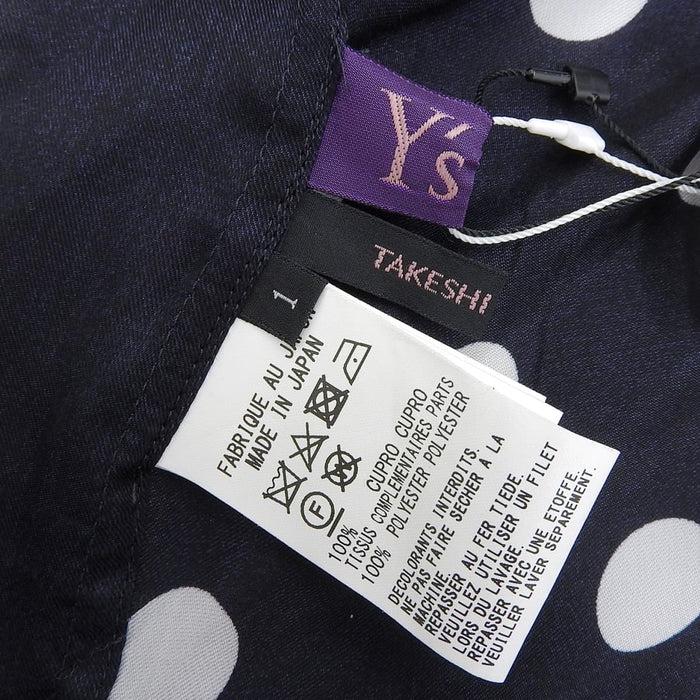 Y's
TAKESHI
1
FABRIQUE AU JAPON
MADE IN JAPAN
F
100% CUPRO CUPRO
TISSUS COMPLEMENTAIRES PARTS
100% POLYESTER POLYESTER
DECOLORANTS INTERDITS.
NE PAS FAIRE SECHER A LA
MACHINE
REPASSER AU FER TIEDE.
VEUILLEZ UTILISER UN FILET
LORS DU LAVAGE.
REPASSER AVEC UNE ETOFFE.
VEUILLER LAVER SEPAREMENT.